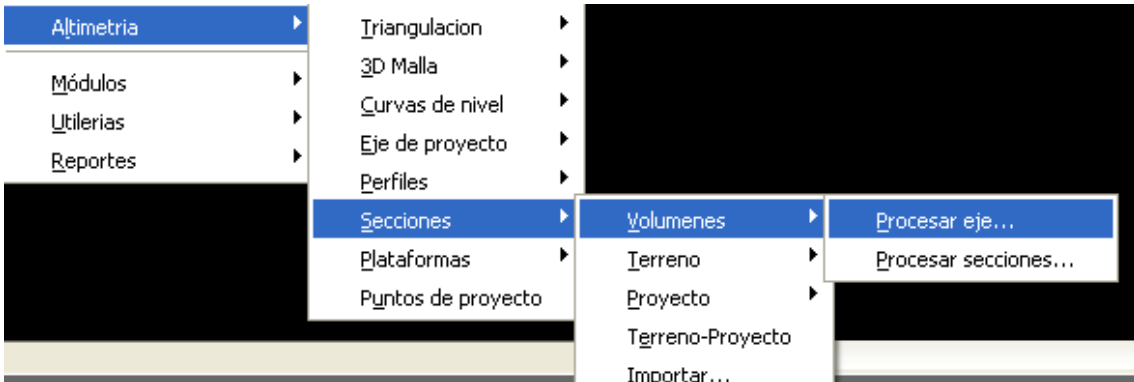 Altimetria
Módulos
Utilerias
Reportes
Triangulacion
3D Malla
Curvas de nivel
Eje de proyecto
Perfiles
Secciones
Plataformas
Puntos de proyecto
Volumenes
Terreno
Proyecto
Terreno-Proyecto
Importar...
Procesar eje...
Procesar secciones...